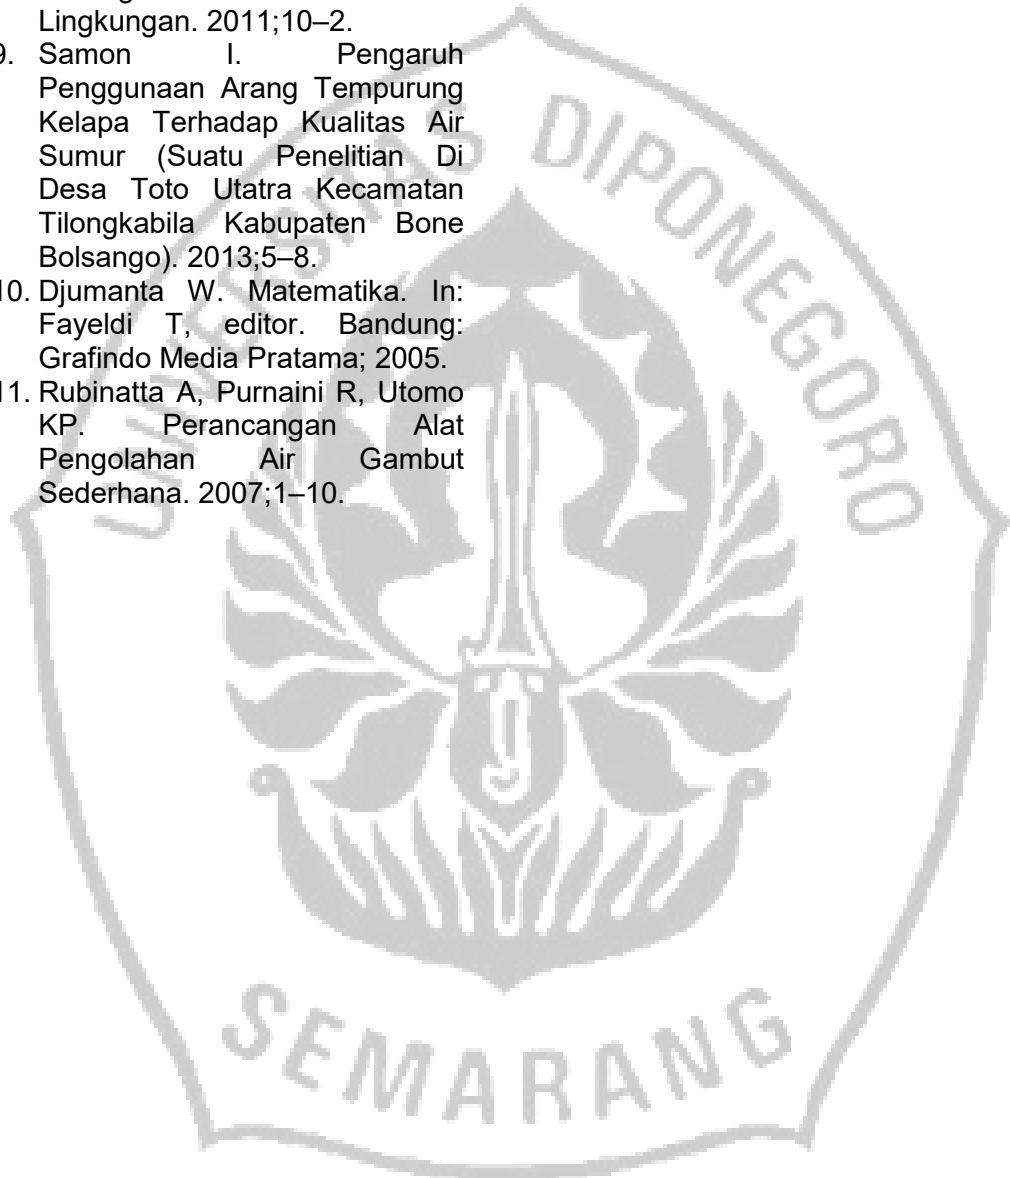 Lingkungan. 2011;10–2.
9. Samon I. Pengaruh
Penggunaan Arang Tempurung
Kelapa Terhadap Kualitas Air
Sumur (Suatu Penelitian Di
Desa Toto Utatra Kecamatan
Tilongkabila Kabupaten Bone
Bolsango). 2013;5–8.
10. Djumanta W. Matematika. In:
Fayeldi T, editor. Bandung:
Grafindo Media Pratama; 2005.
11. Rubinatta A, Purnaini R, Utomo
KP. Perancangan Alat
Pengolahan Air Gambut
Sederhana. 2007;1–10.
UNIVERSITAS DIPONEGORO
SEMARANG